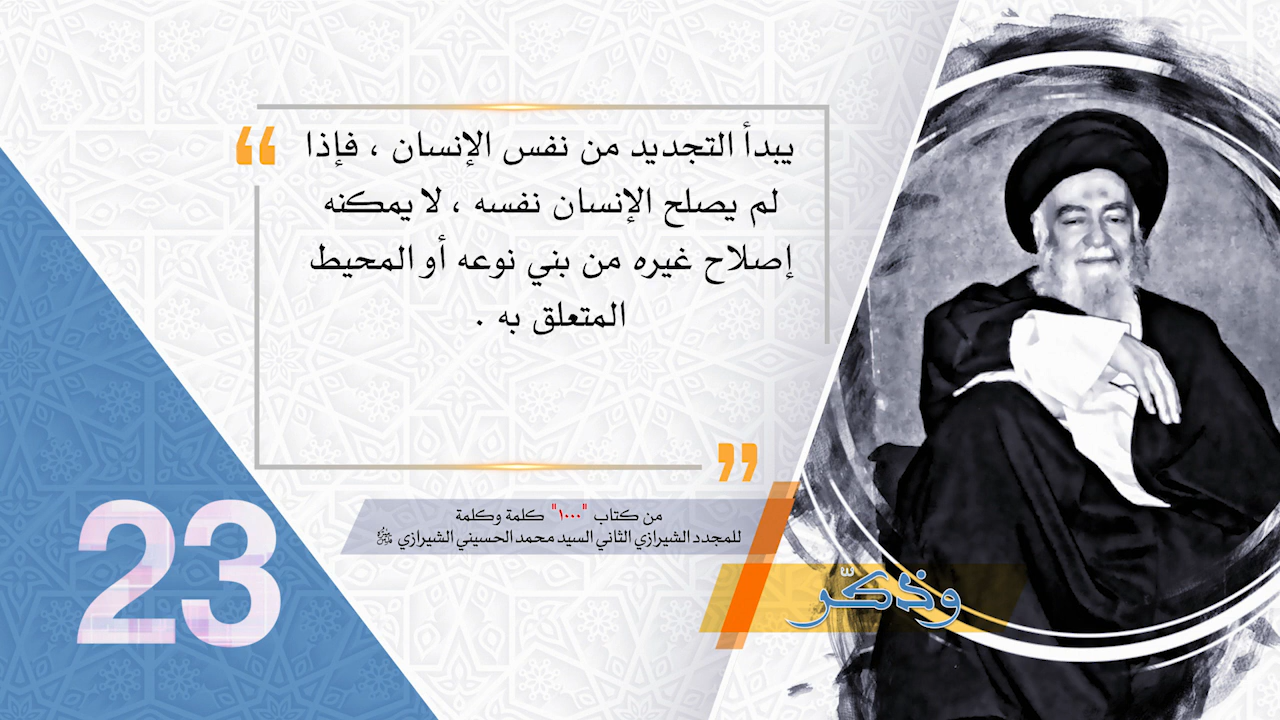 يبدأ التجديد من نفس الإنسان ، فإذا
لم يصلح الإنسان نفسه ، لا يمكنه
إصلاح غيره من بني نوعه أو المحيط
المتعلق به .
من كتاب "١٠٠٠" كلمة وكلمة
للمجدد الشيرازي الثاني السيد محمد الحسيني الشيرازي
وذكّر
23